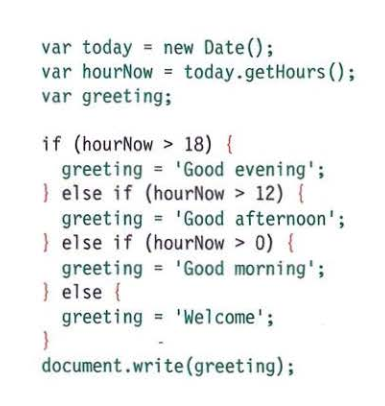 var today = new Date();
var hourNow = today.getHours();
var greeting;

if (hourNow > 18) {
  greeting = 'Good evening';
} else if (hourNow > 12) {
  greeting = 'Good afternoon';
} else if (hourNow > 0) {
  greeting = 'Good morning';
} else {
  greeting = 'Welcome';
}
document.write(greeting);